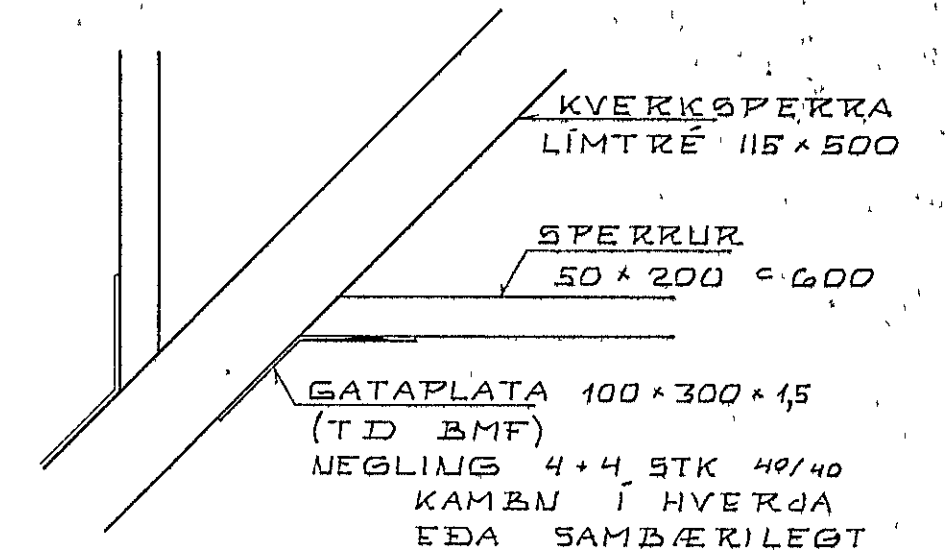 KVERKSPERRA
LÍMTRÉ 115 × 500
SPERRUR
50 × 200 c 600
GATAPLATA 100 × 300 × 1,5
(TD BMF)
NEGLING 4+4 STK 40/40
KAMBN Í HVERJA
EÐA SAMBÆRILEGT